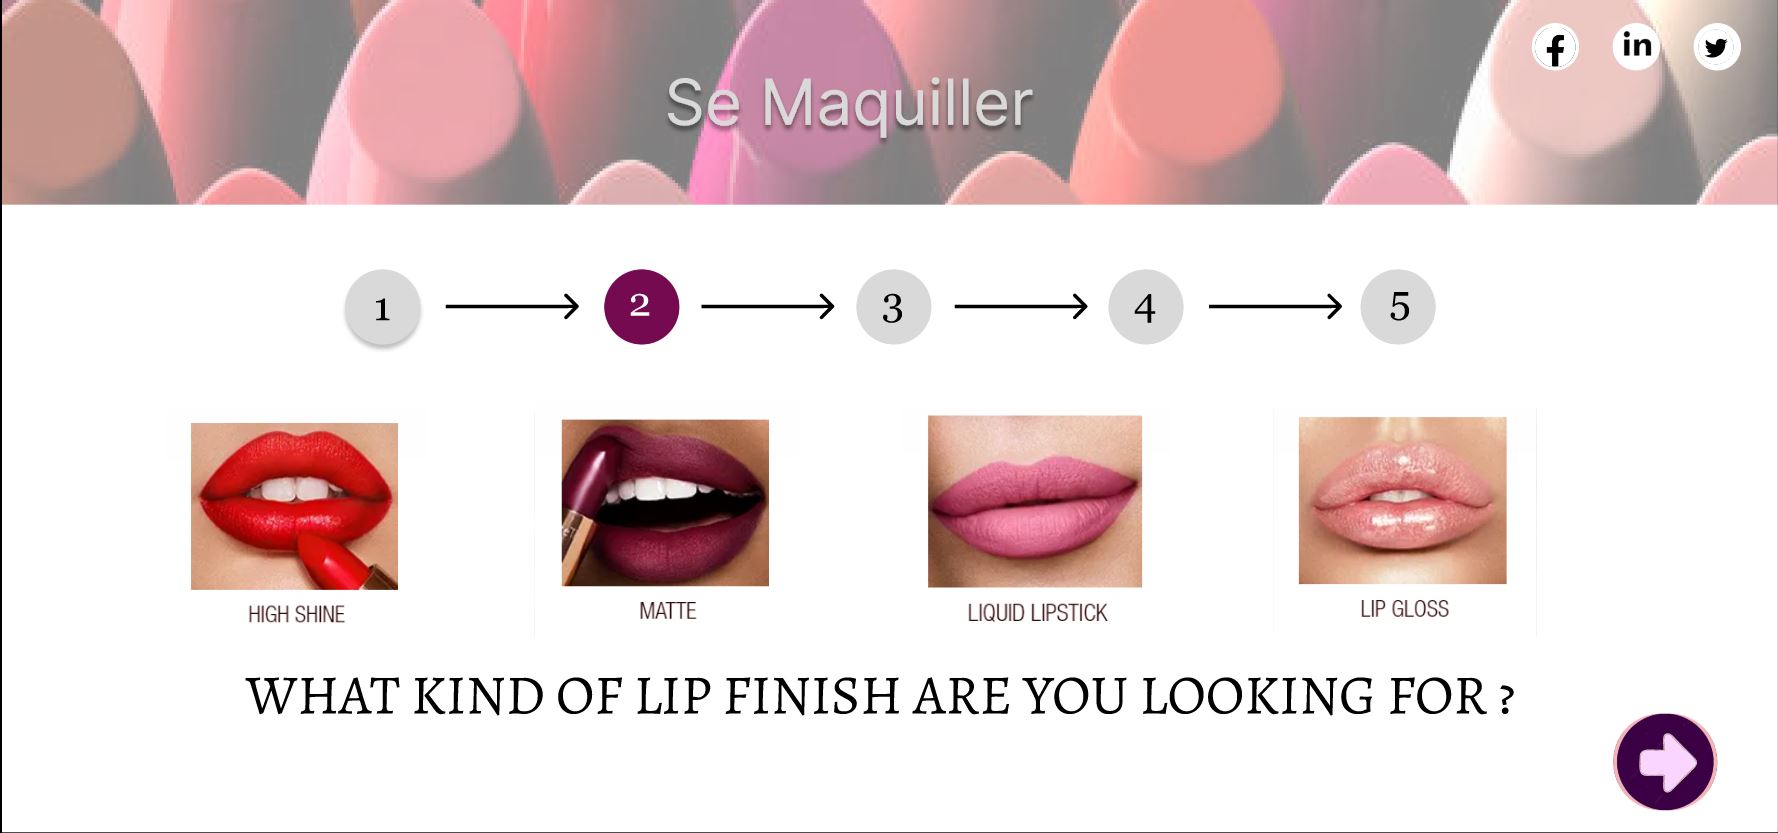 Se Maquiller
f in
1 2 3 4 5
HIGH SHINE MATTE LIQUID LIPSTICK LIP GLOSS
WHAT KIND OF LIP FINISH ARE YOU LOOKING FOR ?